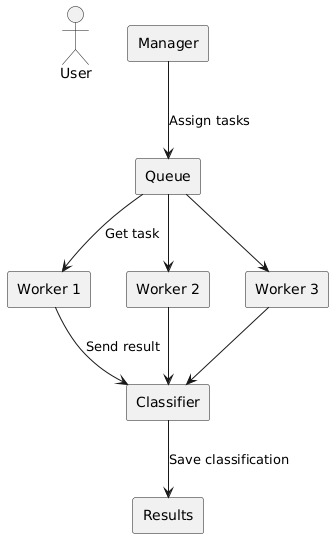 User
Manager
Assign tasks
Queue
Get task
Worker 1
Worker 2
Worker 3
Send result
Classifier
Save classification
Results